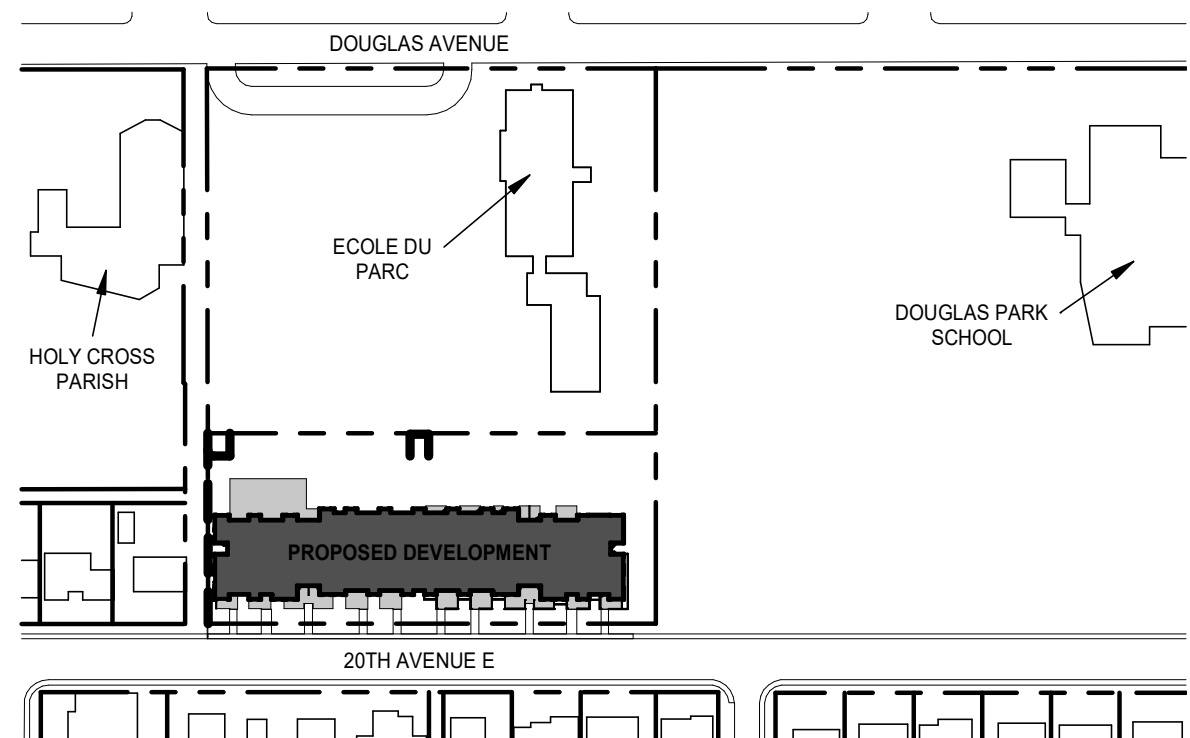 DOUGLAS AVENUE
ECOLE DU
PARC
DOUGLAS PARK
SCHOOL
HOLY CROSS
PARISH
PROPOSED DEVELOPMENT
20TH AVENUE E